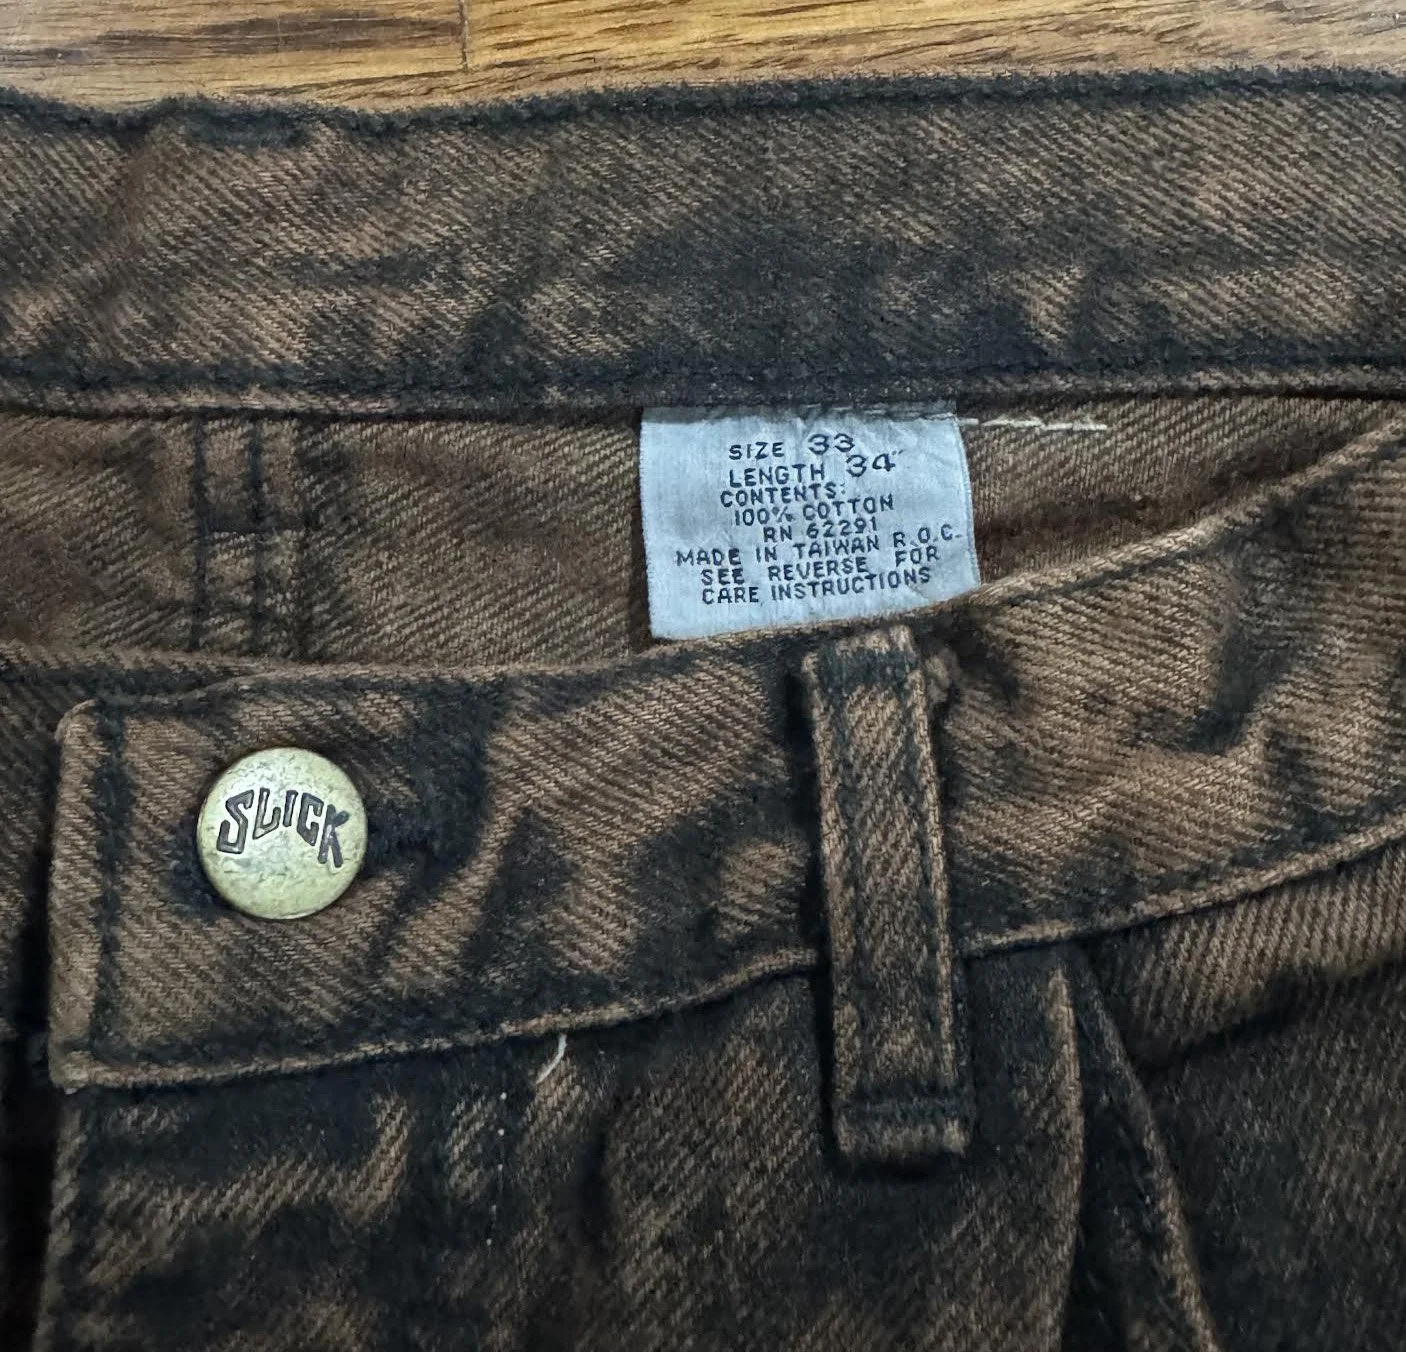 SIZE 33
LENGTH 34"
CONTENTS:
100% COTTON
RN 62291
MADE IN TAIWAN R.O.C.
SEE REVERSE FOR
CARE INSTRUCTIONS
SLICK